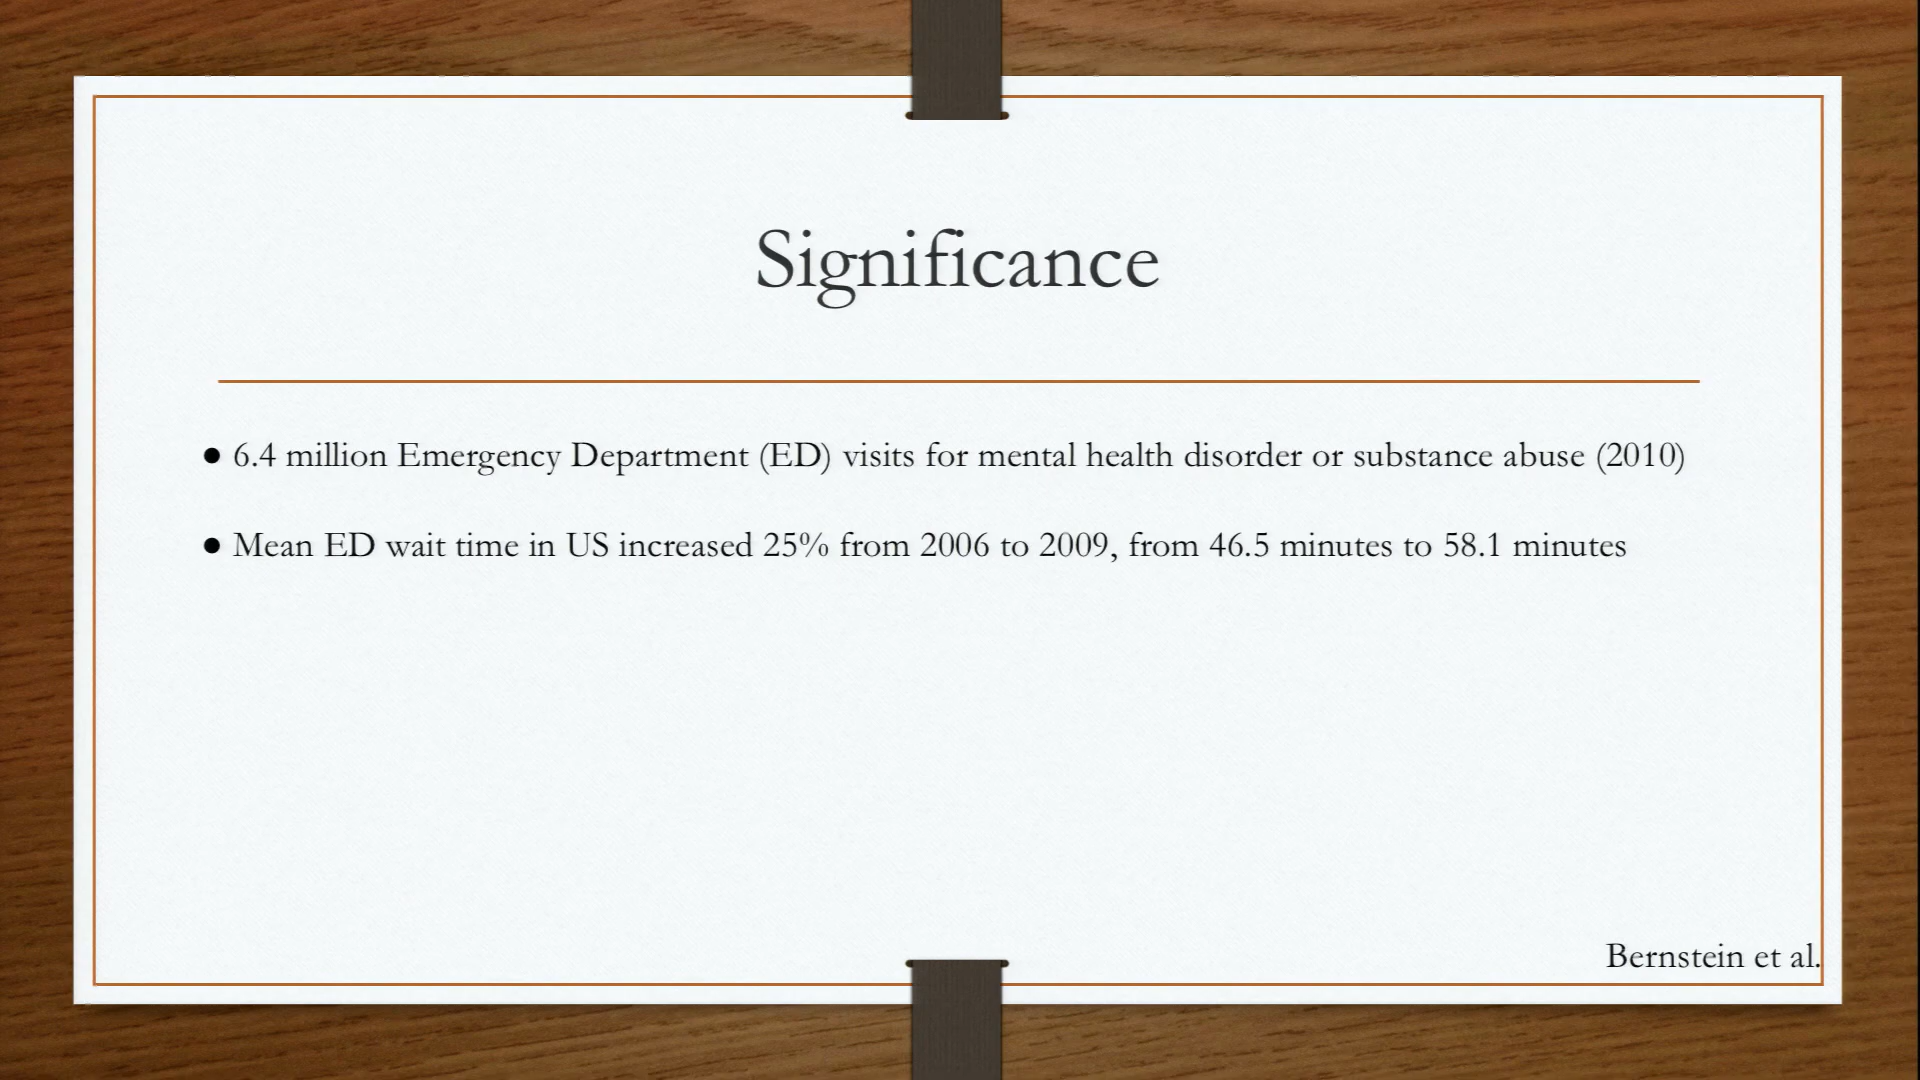 Significance
● 6.4 million Emergency Department (ED) visits for mental health disorder or substance abuse (2010)
● Mean ED wait time in US increased 25% from 2006 to 2009, from 46.5 minutes to 58.1 minutes
Bernstein et al.